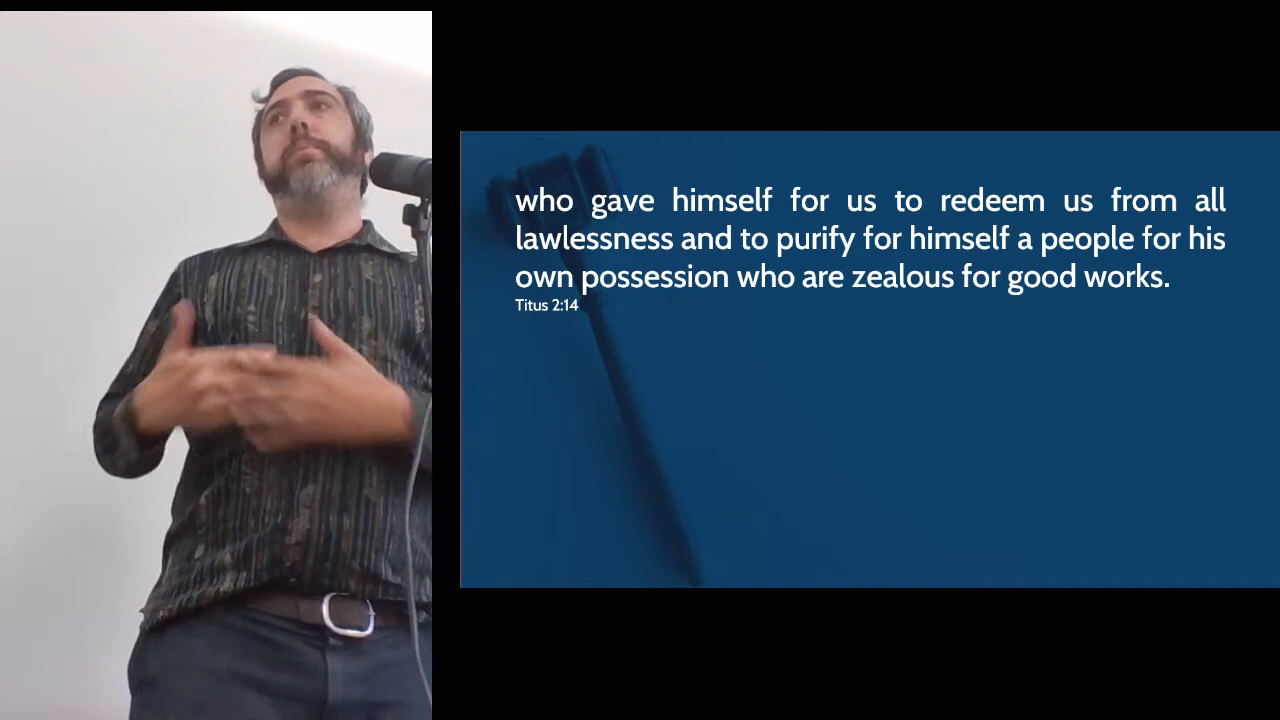 who gave himself for us to redeem us from all
lawlessness and to purify for himself a people for his
own possession who are zealous for good works.
Titus 2:14